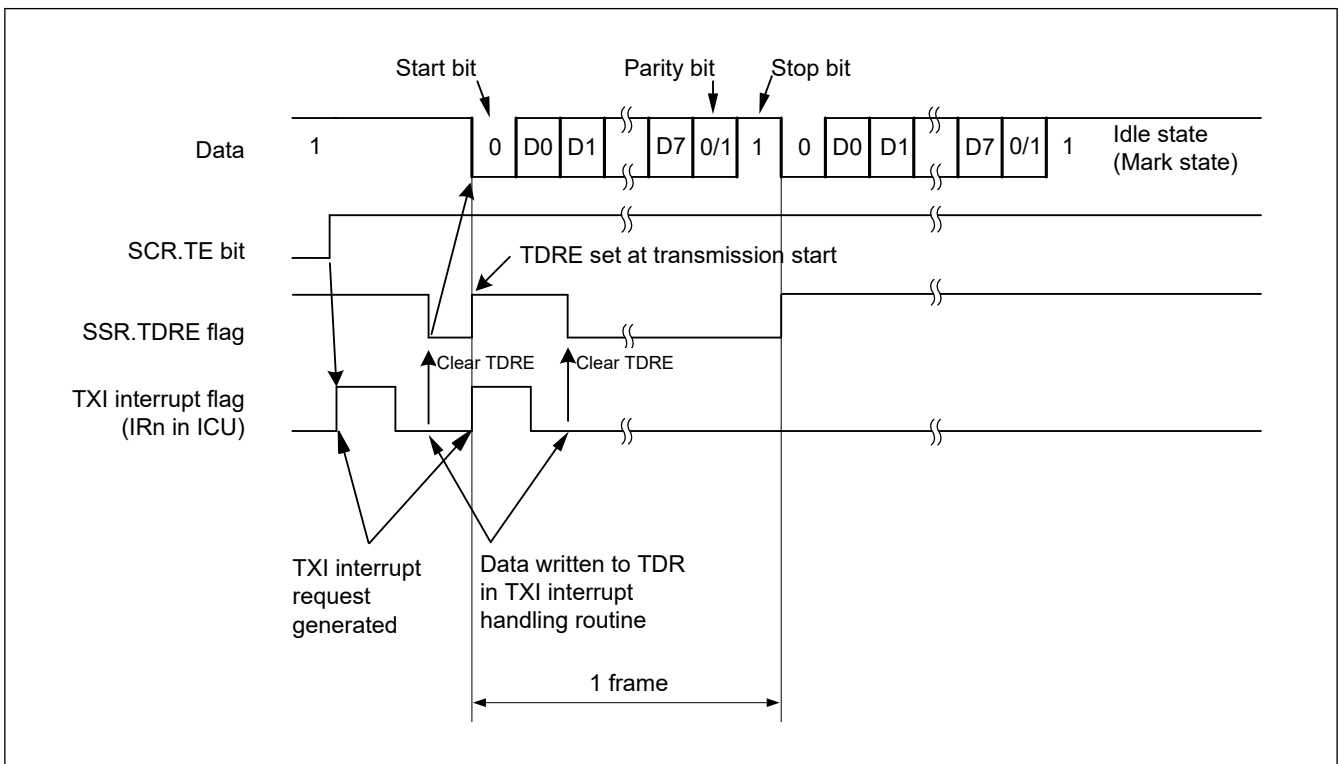 Start bit
Parity bit
Stop bit
Data
1
0 D0 D1 D7 0/1 1 0 D0 D1 D7 0/1 1
Idle state
(Mark state)
SCR.TE bit
TDRE set at transmission start
SSR.TDRE flag
Clear TDRE
Clear TDRE
TXI interrupt flag
(IRn in ICU)
TXI interrupt
request
generated
Data written to TDR
in TXI interrupt
handling routine
1 frame